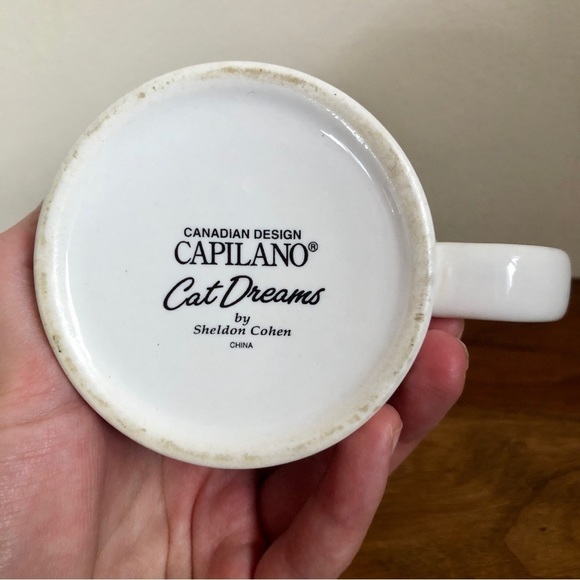 CANADIAN DESIGN
CAPILANO®
Cat Dreams
by
Sheldon Cohen
CHINA